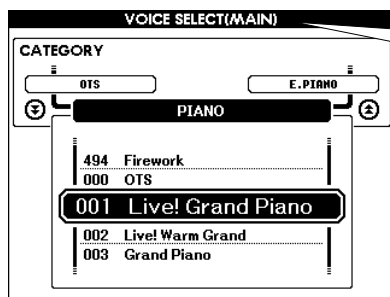 VOICE SELECT(MAIN)
CATEGORY
OTS
E.PIANO
PIANO
494 Firework
000 OTS
001 Live! Grand Piano
002 Live! Warm Grand
003 Grand Piano